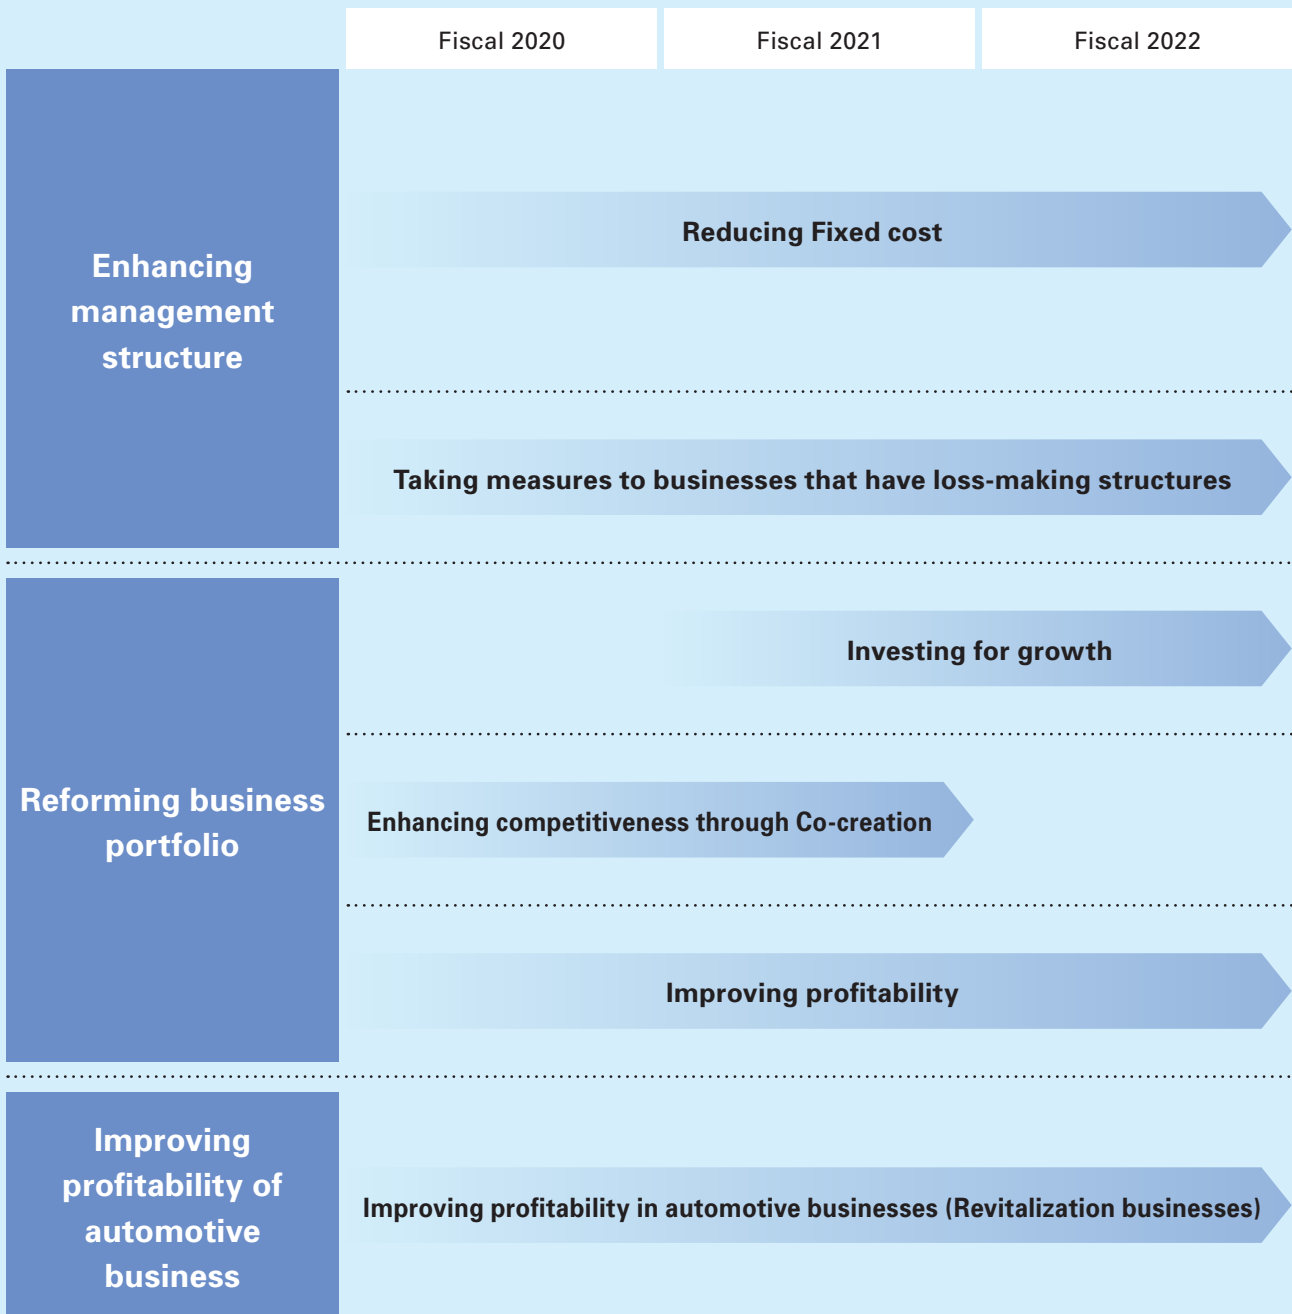 Fiscal 2020
Fiscal 2021
Fiscal 2022
Enhancing
management
structure
Reducing Fixed cost
Taking measures to businesses that have loss-making structures
Reforming business
portfolio
Investing for growth
Enhancing competitiveness through Co-creation
Improving profitability
Improving
profitability of
automotive
business
Improving profitability in automotive businesses (Revitalization businesses)